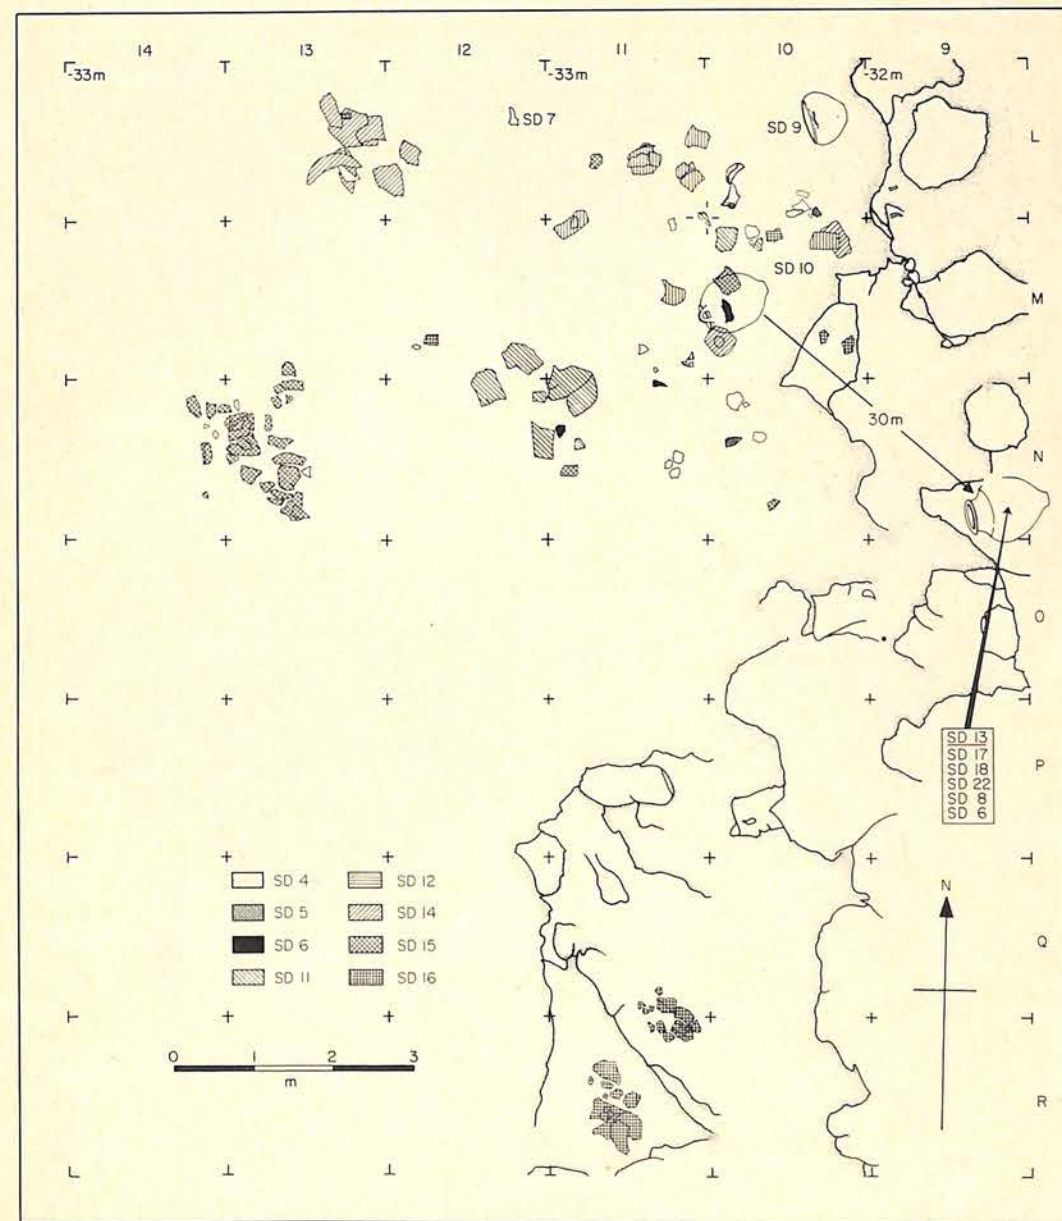 14 13 12 11 10 9
-33m -33m -32m
SD 7
SD 9
L
SD 10
M
30m
N
O
SD 13
SD 17
SD 18
SD 22
SD 8
SD 6
P
SD 4 SD 12
SD 5 SD 14
SD 6 SD 15
SD 11 SD 16
N
Q
0 1 2 3
m
R